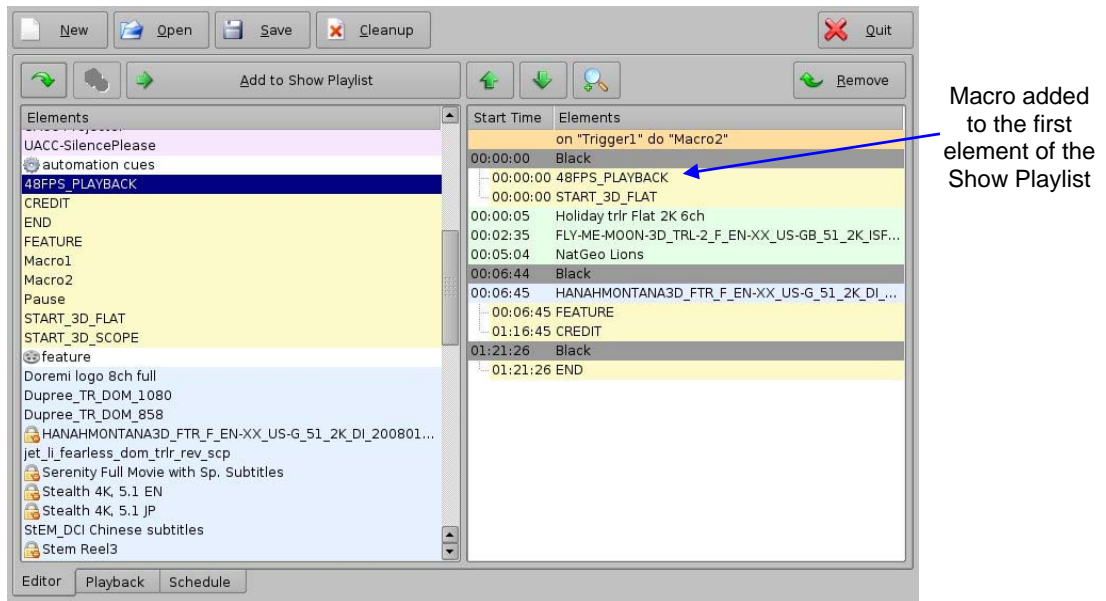 New
Open
Save
Cleanup
Quit
Add to Show Playlist
Remove
Elements
UACC-SilencePlease
automation cues
48FPS_PLAYBACK
CREDIT
END
FEATURE
Macro1
Macro2
Pause
START_3D_FLAT
START_3D_SCOPE
feature
Doremi logo 8ch full
Dupree_TR_DOM_1080
Dupree_TR_DOM_858
HANAHMONTANA3D_FTR_F_EN-XX_US-G_51_2K_DI_200801...
jet_li_fearless_dom_trlr_rev_scp
Serenity Full Movie with Sp. Subtitles
Stealth 4K, 5.1 EN
Stealth 4K, 5.1 JP
StEM_DCI Chinese subtitles
Stem Reel3
Start Time Elements
on "Trigger1" do "Macro2"
00:00:00 Black
00:00:00 48FPS_PLAYBACK
00:00:00 START_3D_FLAT
00:00:05 Holiday trlr Flat 2K 6ch
00:02:35 FLY-ME-MOON-3D_TRL-2_F_EN-XX_US-GB_51_2K_ISF...
00:05:04 NatGeo Lions
00:06:44 Black
00:06:45 HANAHMONTANA3D_FTR_F_EN-XX_US-G_51_2K_DI_...
00:06:45 FEATURE
01:16:45 CREDIT
01:21:26 Black
01:21:26 END
Editor Playback Schedule
Macro added
to the first
element of the
Show Playlist